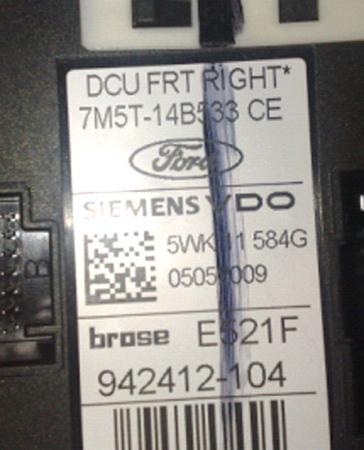 DCU FRT RIGHT*
7M5T-14B533 CE
Ford
SIEMENS VDO
5WK11 584G
brose E521F
942412-104
B